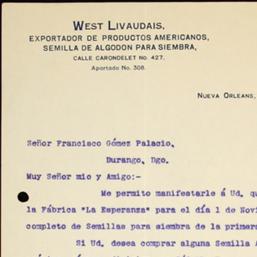 WEST LIVAUDAIS,
EXPORTADOR DE PRODUCTOS AMERICANOS,
SEMILLA DE ALGODON PARA SIEMBRA,
CALLE CARONDELET NO. 427.
Apartado No. 308.
NUEVA ORLEANS,
Señor Francisco Gómez Palacio,
Durango, Dgo.
Muy Señor mio y Amigo:-
Me permito manifestarle á Ud. q
la Fábrica "La Esperanza" para el dia 1 de Novi
completo de Semillas para siembra de la primera
Si Ud. desea comprar alguna Semilla A